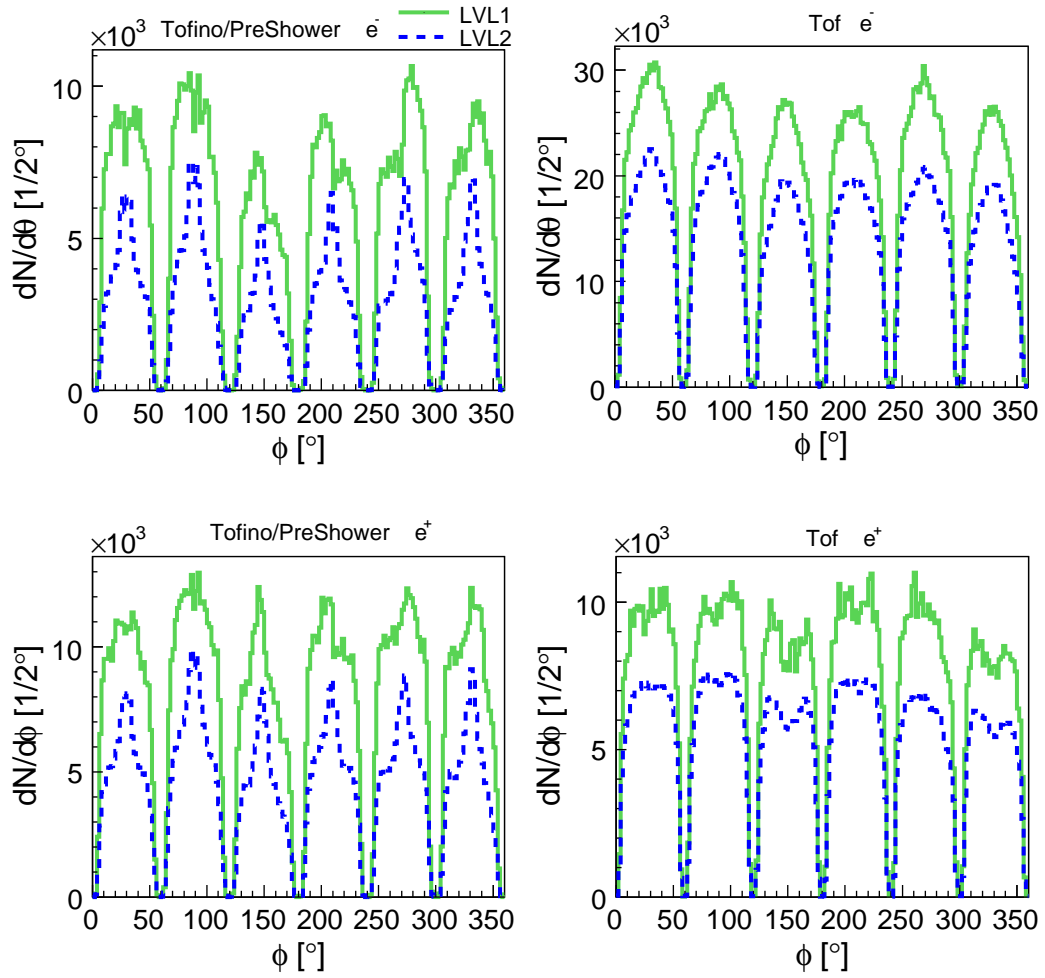 ×10³ Tofino/PreShower e⁻ LVL1
LVL2
dN/dθ [1/2°]
10
5
0
0 50 100 150 200 250 300 350
ϕ [°]
×10³ Tof e⁻
dN/dθ [1/2°]
30
20
10
0
0 50 100 150 200 250 300 350
ϕ [°]
×10³ Tofino/PreShower e⁺
dN/dϕ [1/2°]
10
5
0
0 50 100 150 200 250 300 350
ϕ [°]
×10³ Tof e⁺
dN/dϕ [1/2°]
10
5
0
0 50 100 150 200 250 300 350
ϕ [°]